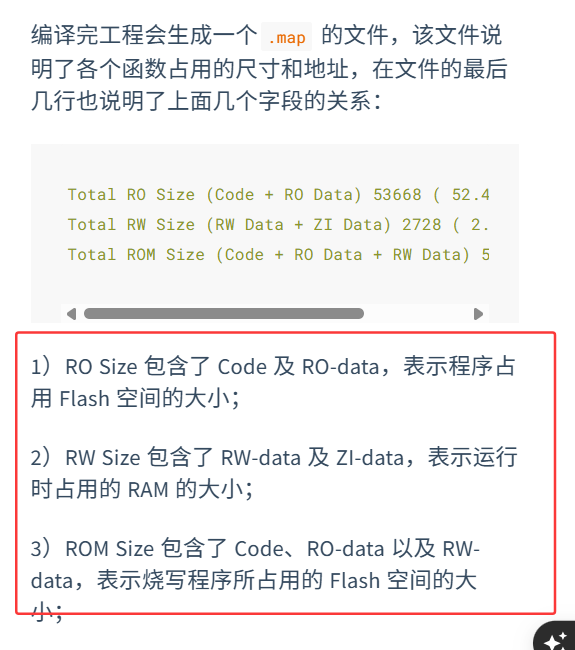 编译完工程会生成一个 .map 的文件，该文件说
明了各个函数占用的尺寸和地址，在文件的最后
几行也说明了上面几个字段的关系：
Total RO Size (Code + RO Data) 53668 ( 52.4
Total RW Size (RW Data + ZI Data) 2728 ( 2.
Total ROM Size (Code + RO Data + RW Data) 5
1）RO Size 包含了 Code 及 RO-data，表示程序占
用 Flash 空间的大小；
2）RW Size 包含了 RW-data 及 ZI-data，表示运行
时占用的 RAM 的大小；
3）ROM Size 包含了 Code、RO-data 以及 RW-
data，表示烧写程序所占用的 Flash 空间的大
小；